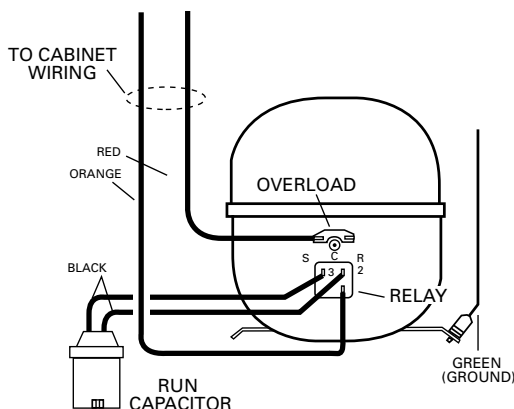 TO CABINET
WIRING
RED
ORANGE
OVERLOAD
S C R
3 2
BLACK
RELAY
RUN
CAPACITOR
GREEN
(GROUND)